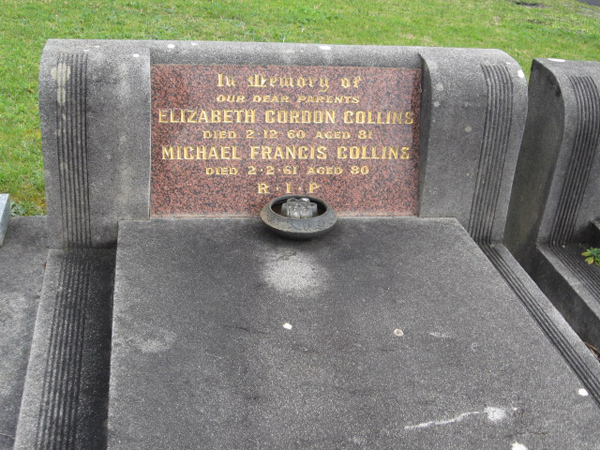 In Memory of
OUR DEAR PARENTS
ELIZABETH GORDON COLLINS
DIED 2·12·60 AGED 81
MICHAEL FRANCIS COLLINS
DIED 2·2·61 AGED 80
R·I·P